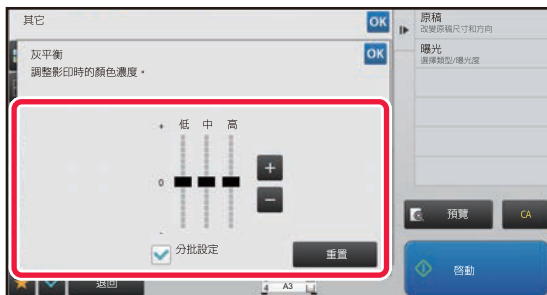 其它
OK
灰平衡
OK
調整影印時的顏色濃度。
+ 低 中 高
+
0
−
-
分批設定
重置
退回
4 A3
原稿
改變原稿尺寸和方向
曝光
選擇類型/曝光度
預覽
CA
啓動